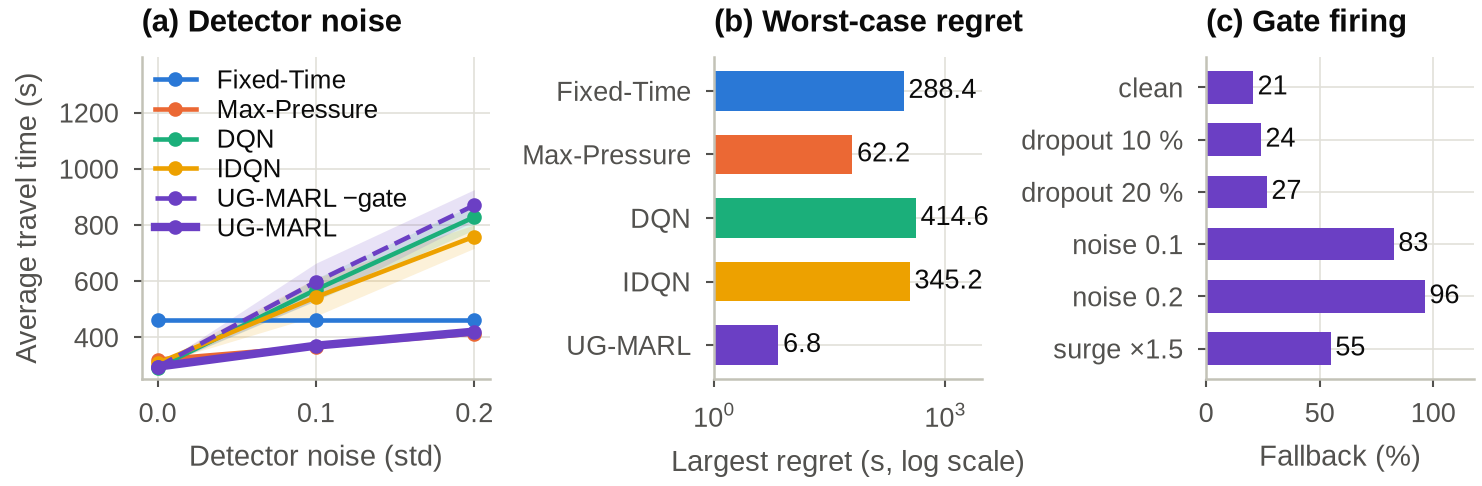 (a) Detector noise
Average travel time (s)
1200
1000
800
600
400
Fixed-Time
Max-Pressure
DQN
IDQN
UG-MARL −gate
UG-MARL
0.0
0.1
0.2
Detector noise (std)
(b) Worst-case regret
Fixed-Time 288.4
Max-Pressure 62.2
DQN 414.6
IDQN 345.2
UG-MARL 6.8
10⁰
10³
Largest regret (s, log scale)
(c) Gate firing
clean 21
dropout 10 % 24
dropout 20 % 27
noise 0.1 83
noise 0.2 96
surge ×1.5 55
0
50
100
Fallback (%)